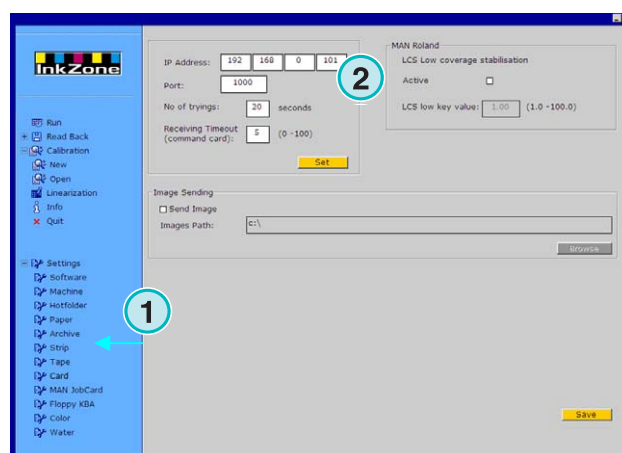 InkZone
Run
Read Back
Calibration
New
Open
Linearization
Info
Quit
Settings
Software
Machine
Hotfolder
Paper
Archive
Strip
Tape
Card
MAN JobCard
Floppy KBA
Color
Water
1
IP Address: 192 168 0 101
Port: 1000
No of tryings: 20 seconds
Receiving Timeout 5 (0 -100)
(command card):
Set
2
MAN Roland
LCS Low coverage stabilisation
Active
LCS low key value: 1.00 (1.0 -100.0)
Image Sending
Send Image
Images Path: c:\
Browse
Save